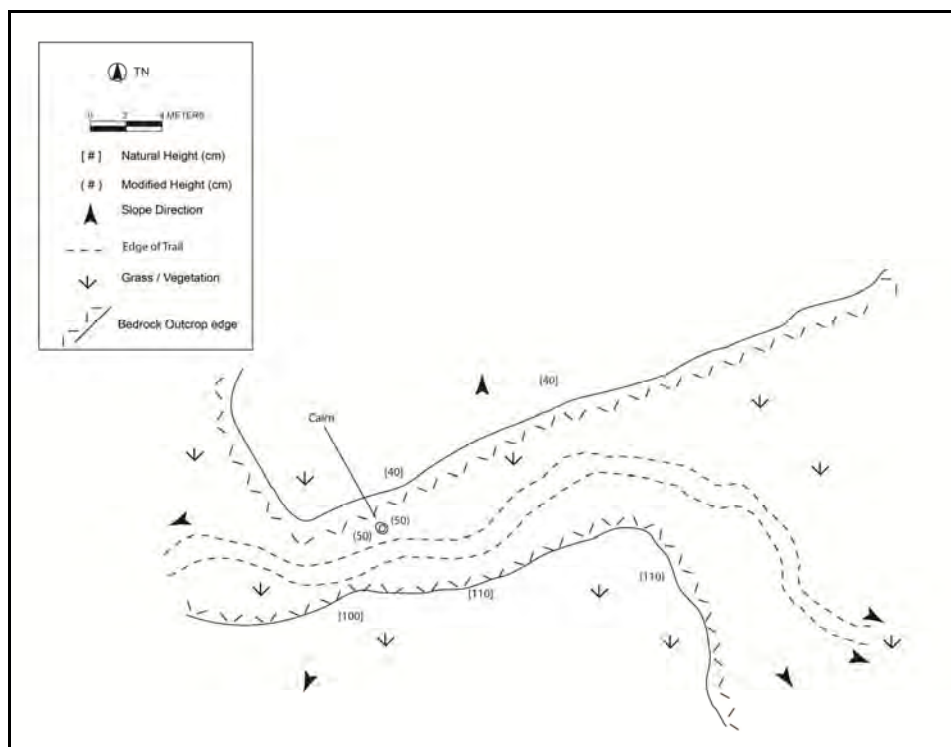 TN
0 2 4 METERS
[ # ] Natural Height (cm)
( # ) Modified Height (cm)
Slope Direction
Edge of Trail
Grass / Vegetation
Bedrock Outcrop edge
[40]
Cairn
[40]
(50)
(50)
[110]
[110]
[100]